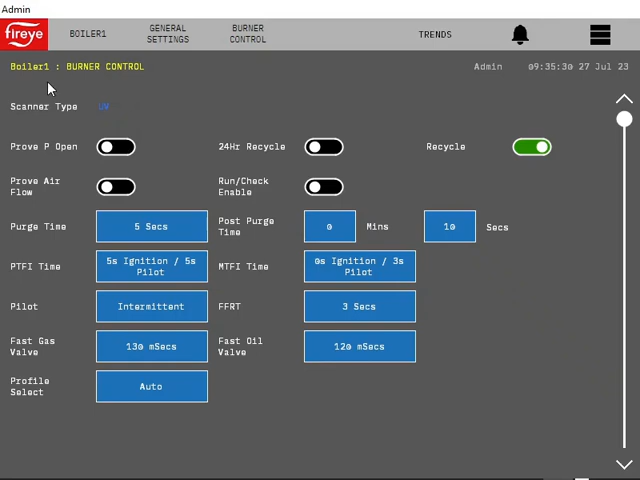 Admin
fireye
BOILER1
GENERAL
SETTINGS
BURNER
CONTROL
TRENDS
Boiler1 : BURNER CONTROL
Admin
09:35:30 27 Jul 23
Scanner Type
UV
Prove P Open
24Hr Recycle
Recycle
Prove Air
Flow
Run/Check
Enable
Purge Time
5 Secs
Post Purge
Time
0
Mins
10
Secs
PTFI Time
5s Ignition / 5s
Pilot
MTFI Time
0s Ignition / 3s
Pilot
Pilot
Intermittent
FFRT
3 Secs
Fast Gas
Valve
130 mSecs
Fast Oil
Valve
120 mSecs
Profile
Select
Auto